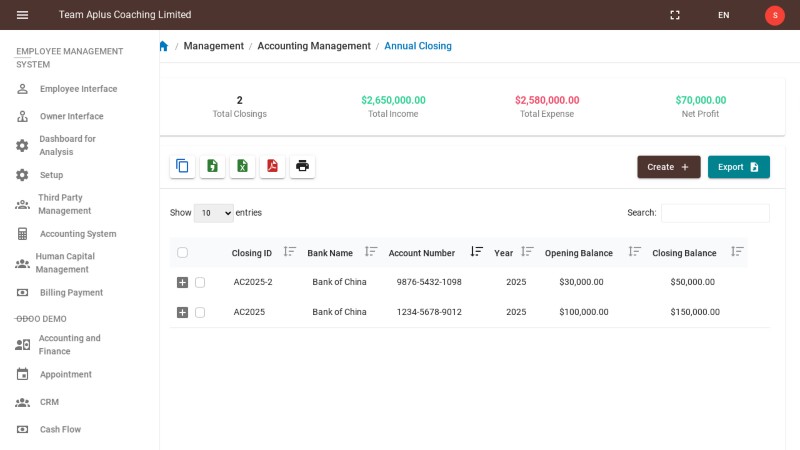 Team Aplus Coaching Limited
EN
S
EMPLOYEE MANAGEMENT
SYSTEM
Employee Interface
Owner Interface
Dashboard for
Analysis
Setup
Third Party
Management
Accounting System
Human Capital
Management
Billing Payment
ODOO DEMO
Accounting and
Finance
Appointment
CRM
Cash Flow
/ Management / Accounting Management / Annual Closing
2
Total Closings
$2,650,000.00
Total Income
$2,580,000.00
Total Expense
$70,000.00
Net Profit
Create +
Export
Show 10 entries
Search:
Closing ID Bank Name Account Number Year Opening Balance Closing Balance
AC2025-2 Bank of China 9876-5432-1098 2025 $30,000.00 $50,000.00
AC2025 Bank of China 1234-5678-9012 2025 $100,000.00 $150,000.00